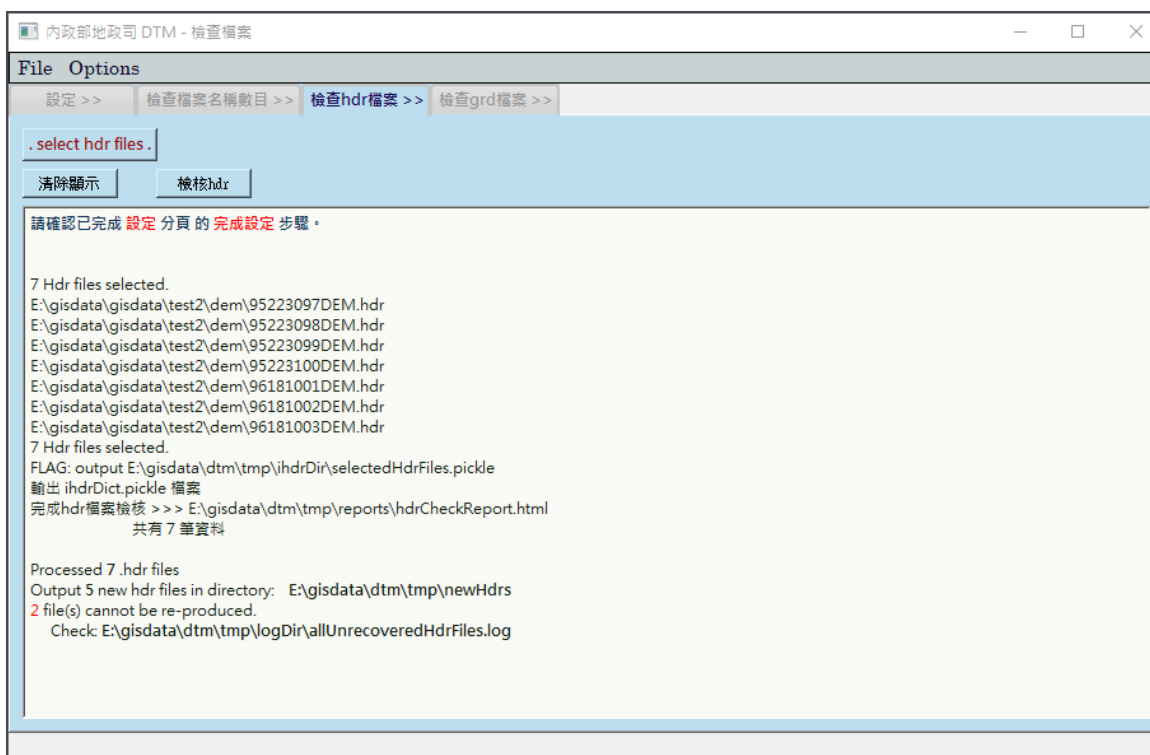 內政部地政司 DTM - 檢查檔案
File Options
設定 >> 檢查檔案名稱數目 >> 檢查hdr檔案 >> 檢查grd檔案 >>
. select hdr files .
清除顯示 檢核hdr
請確認已完成 設定 分頁 的 完成設定 步驟。
7 Hdr files selected.
E:\gisdata\gisdata\test2\dem\95223097DEM.hdr
E:\gisdata\gisdata\test2\dem\95223098DEM.hdr
E:\gisdata\gisdata\test2\dem\95223099DEM.hdr
E:\gisdata\gisdata\test2\dem\95223100DEM.hdr
E:\gisdata\gisdata\test2\dem\96181001DEM.hdr
E:\gisdata\gisdata\test2\dem\96181002DEM.hdr
E:\gisdata\gisdata\test2\dem\96181003DEM.hdr
7 Hdr files selected.
FLAG: output E:\gisdata\dtm\tmp\ihdrDir\selectedHdrFiles.pickle
輸出 ihdrDict.pickle 檔案
完成hdr檔案檢核 >>> E:\gisdata\dtm\tmp\reports\hdrCheckReport.html
共有 7 筆資料
Processed 7 .hdr files
Output 5 new hdr files in directory: E:\gisdata\dtm\tmp\newHdrs
2 file(s) cannot be re-produced.
Check: E:\gisdata\dtm\tmp\logDir\allUnrecoveredHdrFiles.log